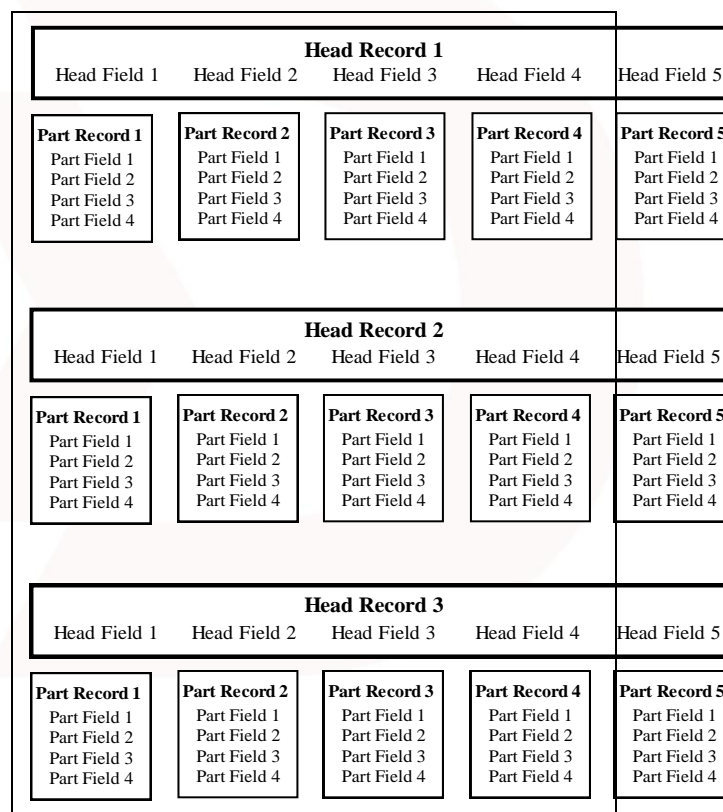 Head Record 1
Head Field 1 Head Field 2 Head Field 3 Head Field 4 Head Field 5
Part Record 1 Part Record 2 Part Record 3 Part Record 4 Part Record 5
Part Field 1 Part Field 1 Part Field 1 Part Field 1 Part Field 1
Part Field 2 Part Field 2 Part Field 2 Part Field 2 Part Field 2
Part Field 3 Part Field 3 Part Field 3 Part Field 3 Part Field 3
Part Field 4 Part Field 4 Part Field 4 Part Field 4 Part Field 4
Head Record 2
Head Field 1 Head Field 2 Head Field 3 Head Field 4 Head Field 5
Part Record 1 Part Record 2 Part Record 3 Part Record 4 Part Record 5
Part Field 1 Part Field 1 Part Field 1 Part Field 1 Part Field 1
Part Field 2 Part Field 2 Part Field 2 Part Field 2 Part Field 2
Part Field 3 Part Field 3 Part Field 3 Part Field 3 Part Field 3
Part Field 4 Part Field 4 Part Field 4 Part Field 4 Part Field 4
Head Record 3
Head Field 1 Head Field 2 Head Field 3 Head Field 4 Head Field 5
Part Record 1 Part Record 2 Part Record 3 Part Record 4 Part Record 5
Part Field 1 Part Field 1 Part Field 1 Part Field 1 Part Field 1
Part Field 2 Part Field 2 Part Field 2 Part Field 2 Part Field 2
Part Field 3 Part Field 3 Part Field 3 Part Field 3 Part Field 3
Part Field 4 Part Field 4 Part Field 4 Part Field 4 Part Field 4